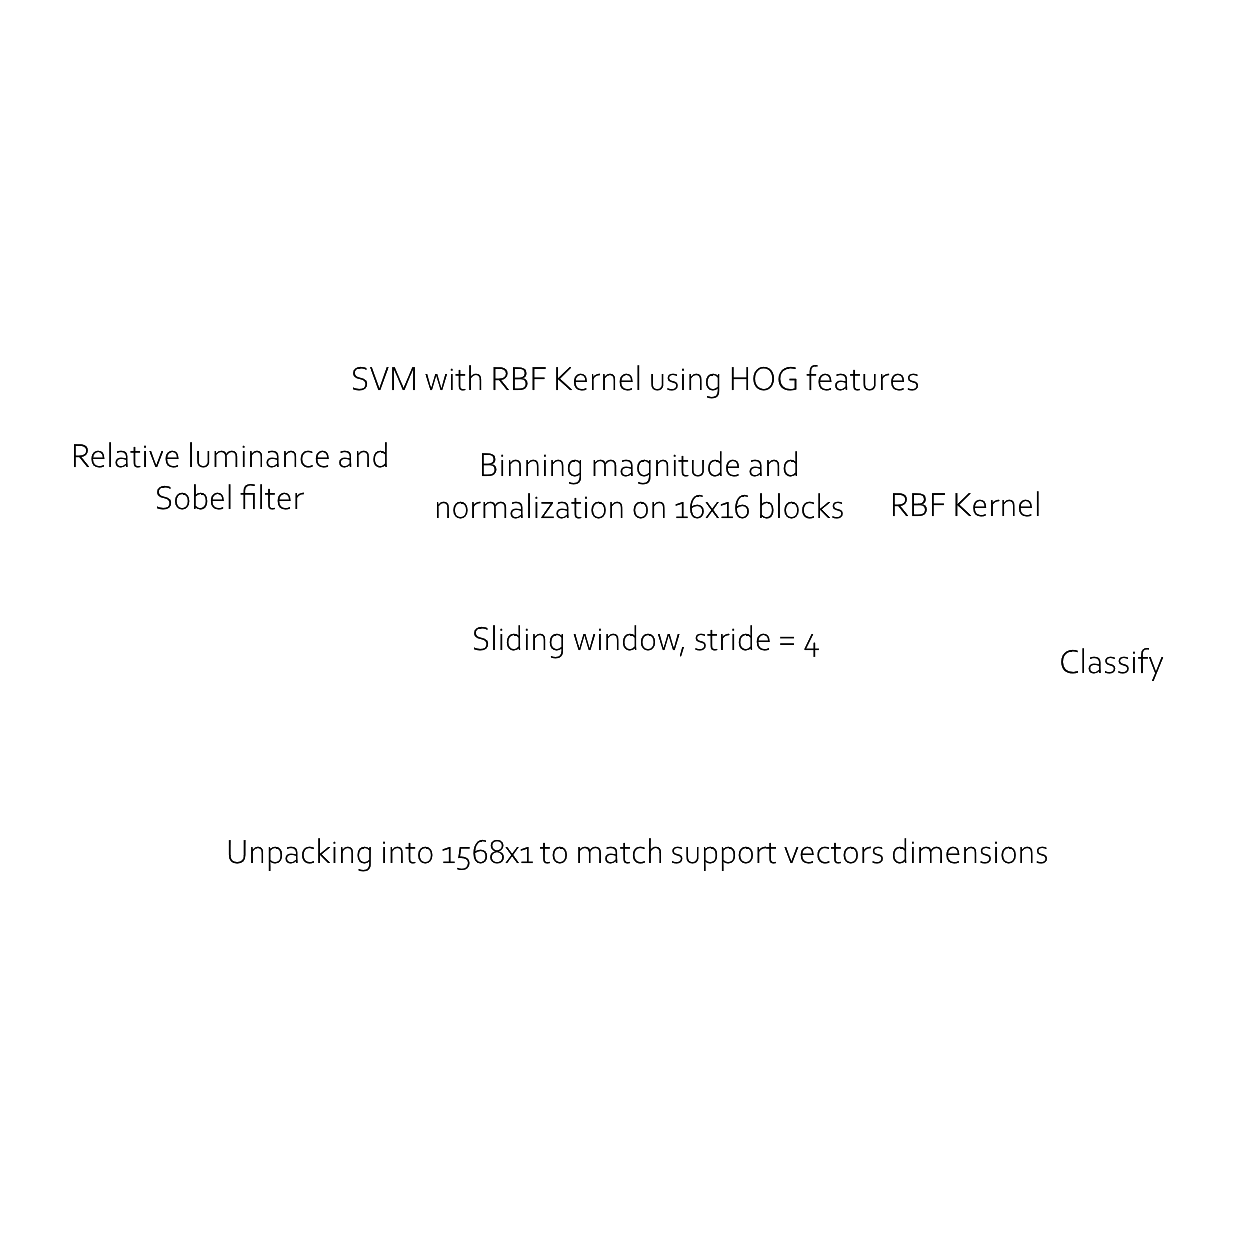 SVM with RBF Kernel using HOG features
Relative luminance and
Sobel filter
Binning magnitude and
normalization on 16x16 blocks
RBF Kernel
Sliding window, stride = 4
Classify
Unpacking into 1568x1 to match support vectors dimensions